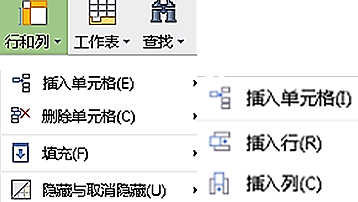 行和列 工作表 查找
插入单元格(E)
删除单元格(C)
填充(F)
隐藏与取消隐藏(U)
插入单元格(I)
插入行(R)
插入列(C)